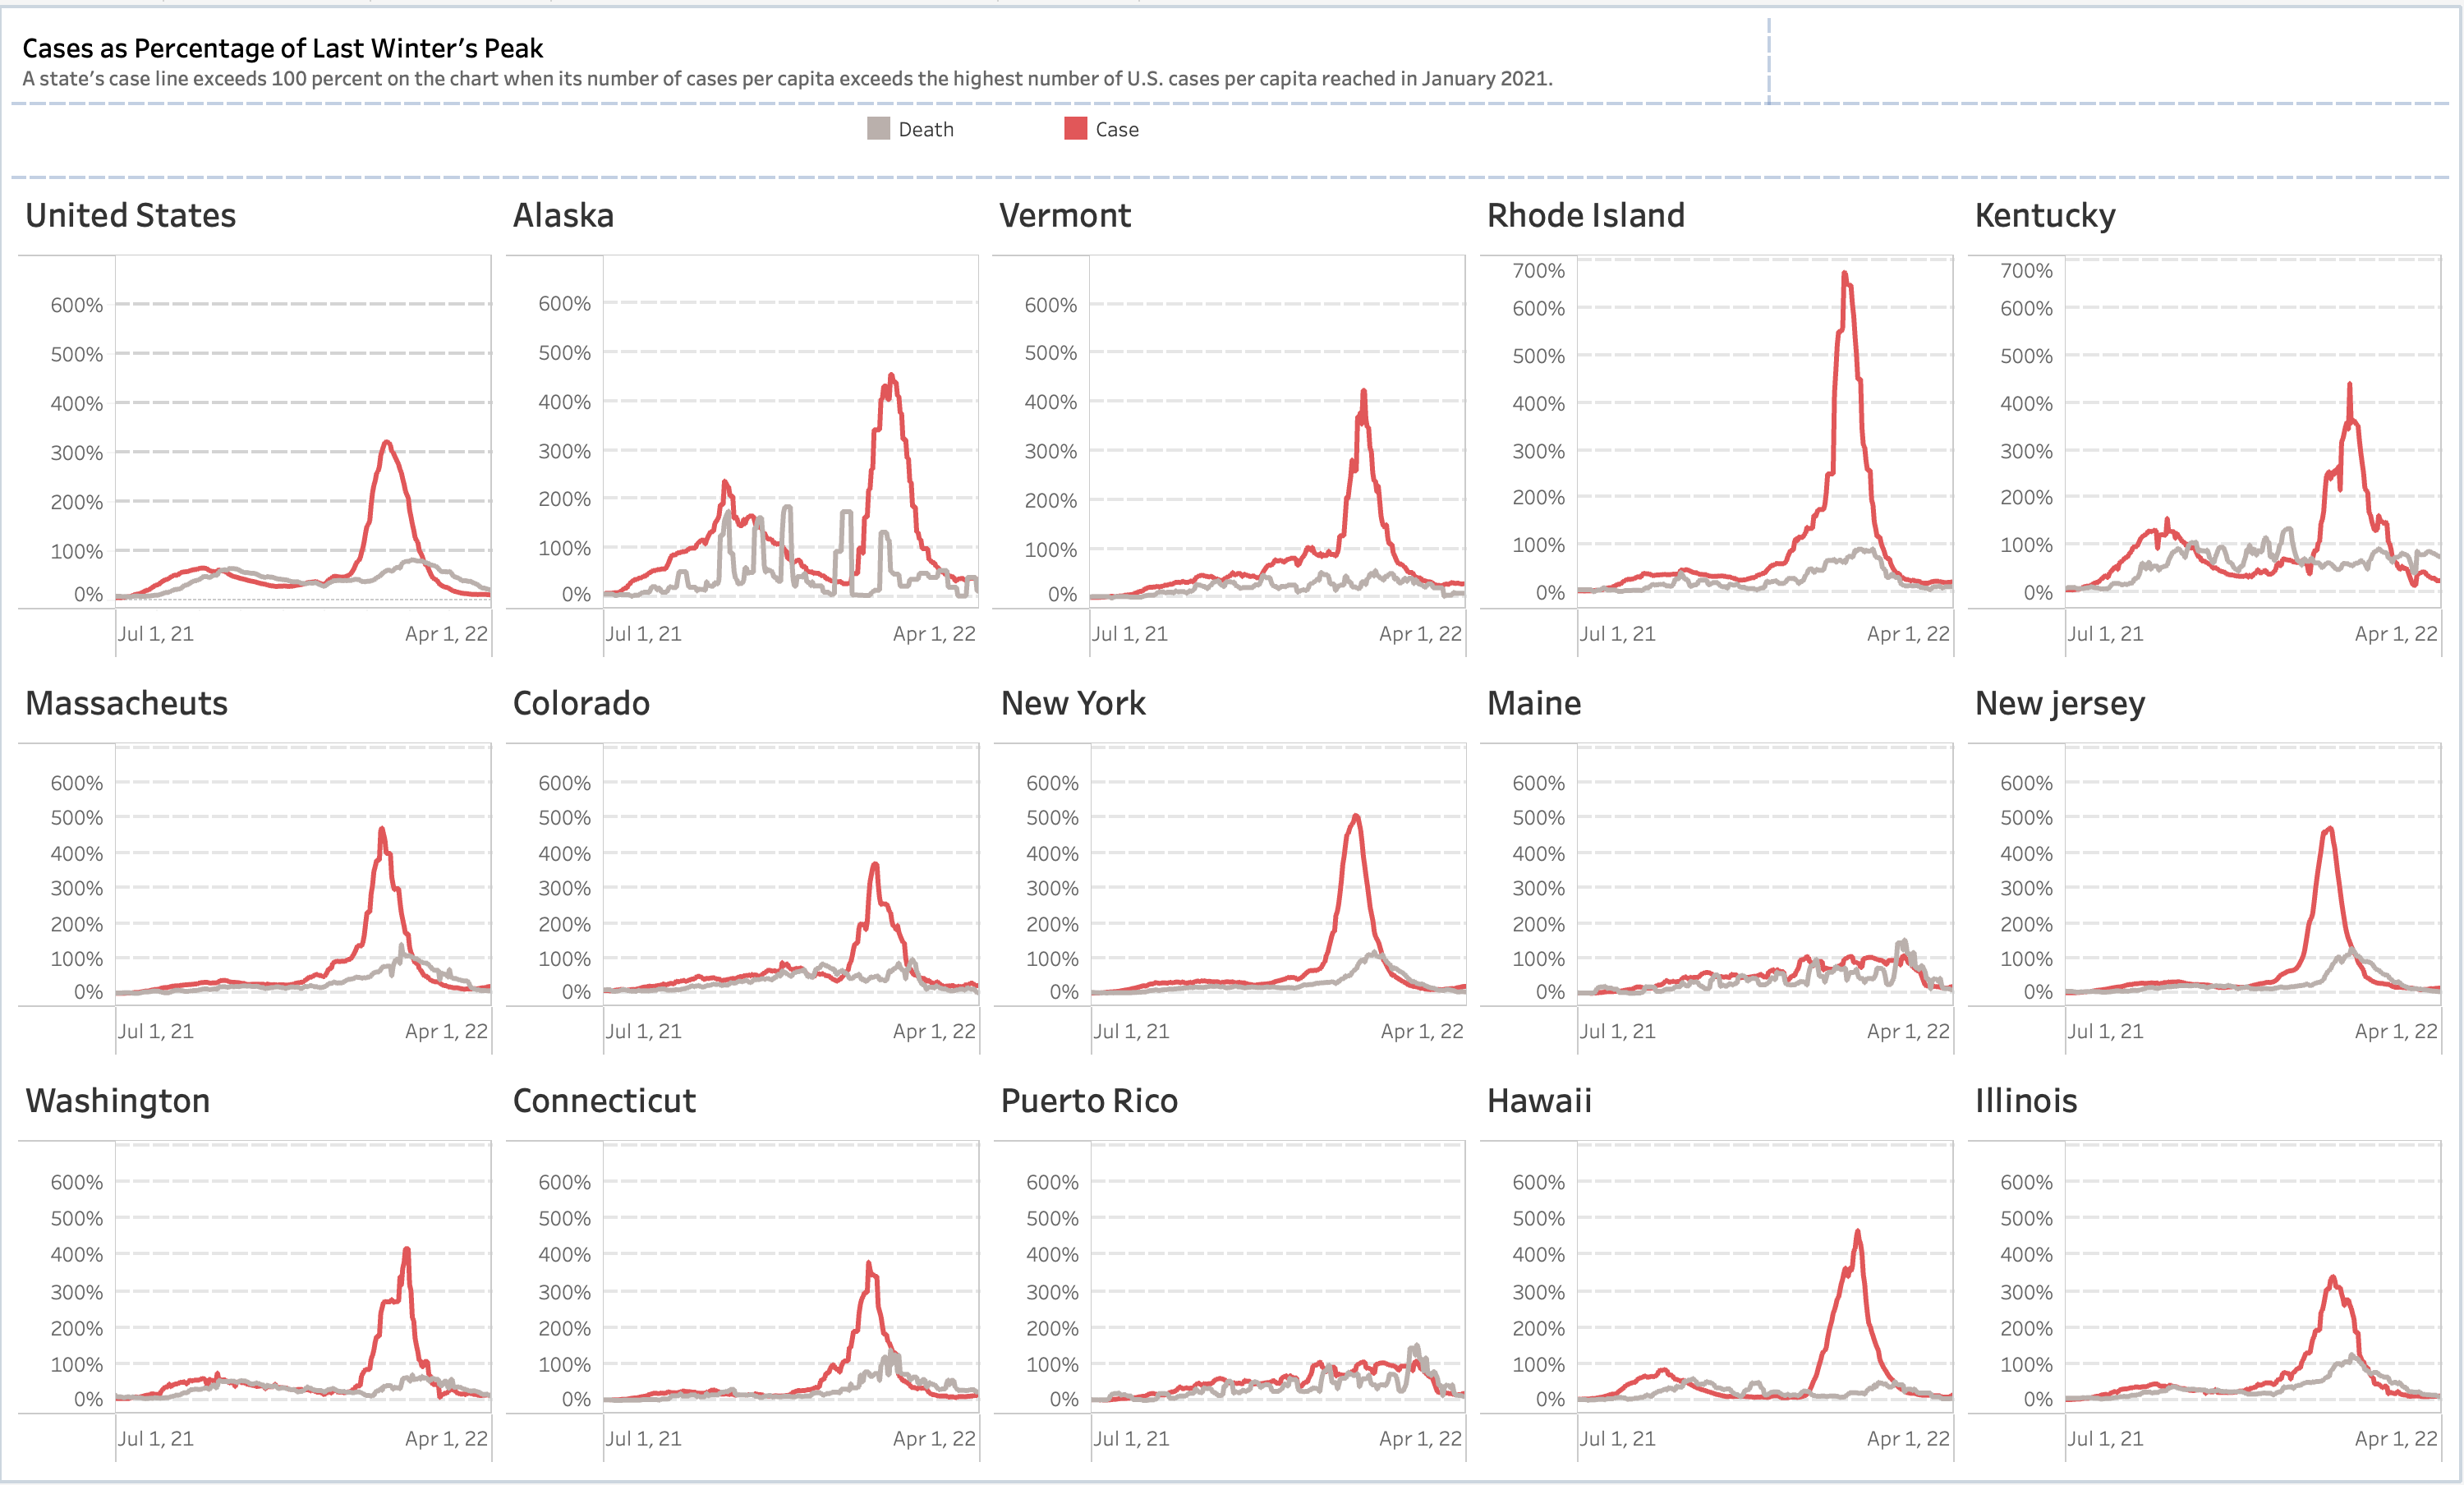 Cases as Percentage of Last Winter's Peak
A state's case line exceeds 100 percent on the chart when its number of cases per capita exceeds the highest number of U.S. cases per capita reached in January 2021.
Death Case
United States Alaska Vermont Rhode Island Kentucky
700% 700%
600% 600% 600% 600% 600%
500% 500% 500% 500% 500%
400% 400% 400% 400% 400%
300% 300% 300% 300% 300%
200% 200% 200% 200% 200%
100% 100% 100% 100% 100%
0% 0% 0% 0% 0%
Jul 1, 21 Apr 1, 22 Jul 1, 21 Apr 1, 22 Jul 1, 21 Apr 1, 22 Jul 1, 21 Apr 1, 22 Jul 1, 21 Apr 1, 22
Massacheuts Colorado New York Maine New jersey
600% 600% 600% 600% 600%
500% 500% 500% 500% 500%
400% 400% 400% 400% 400%
300% 300% 300% 300% 300%
200% 200% 200% 200% 200%
100% 100% 100% 100% 100%
0% 0% 0% 0% 0%
Jul 1, 21 Apr 1, 22 Jul 1, 21 Apr 1, 22 Jul 1, 21 Apr 1, 22 Jul 1, 21 Apr 1, 22 Jul 1, 21 Apr 1, 22
Washington Connecticut Puerto Rico Hawaii Illinois
600% 600% 600% 600% 600%
500% 500% 500% 500% 500%
400% 400% 400% 400% 400%
300% 300% 300% 300% 300%
200% 200% 200% 200% 200%
100% 100% 100% 100% 100%
0% 0% 0% 0% 0%
Jul 1, 21 Apr 1, 22 Jul 1, 21 Apr 1, 22 Jul 1, 21 Apr 1, 22 Jul 1, 21 Apr 1, 22 Jul 1, 21 Apr 1, 22